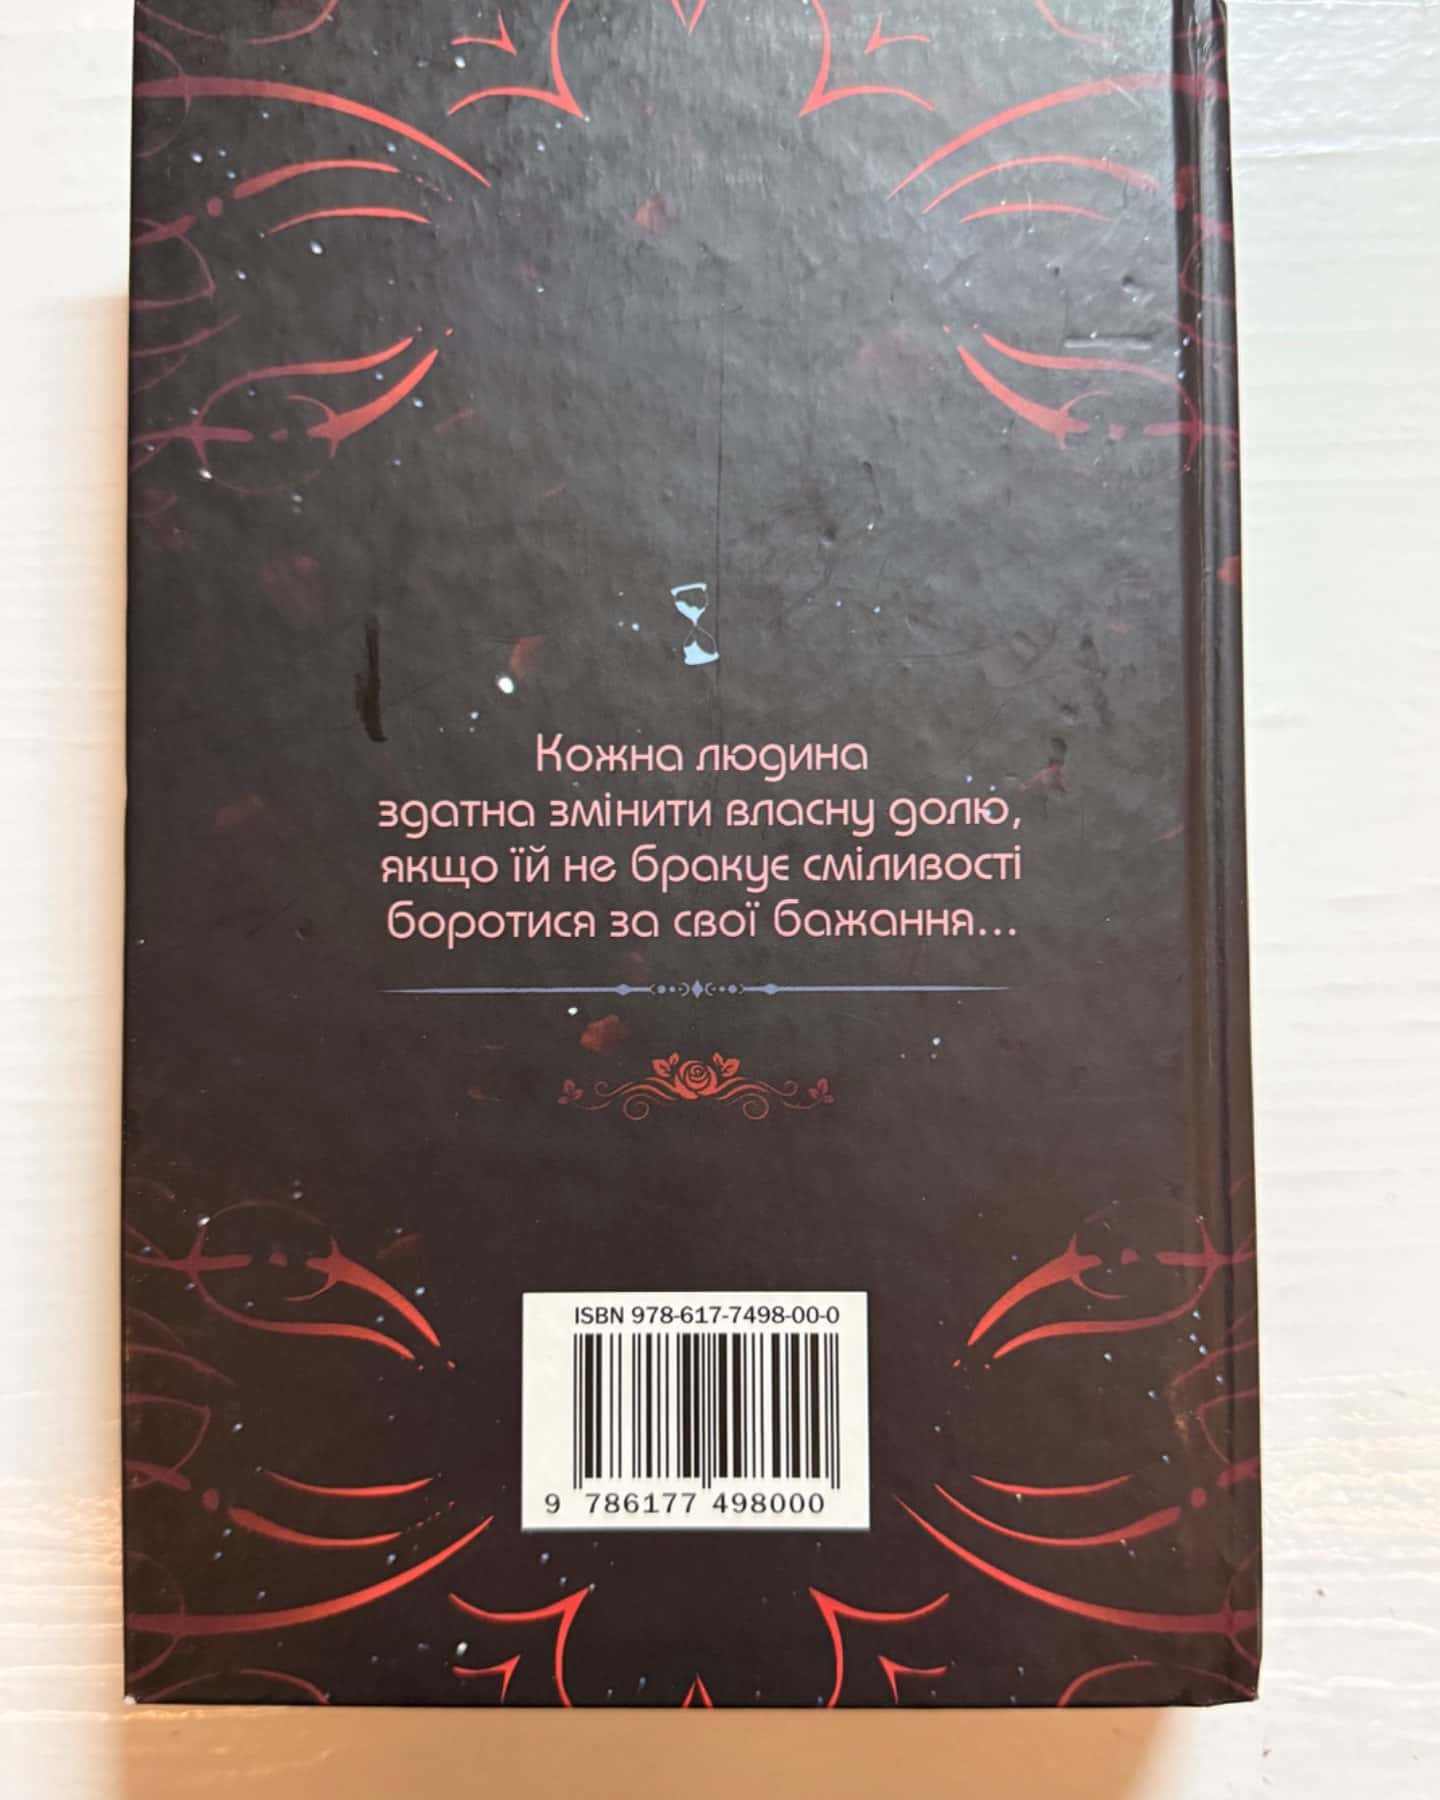 Кожна людина
здатна змінити власну долю,
якщо їй не бракує сміливості
боротися за свої бажання...
ISBN 978-617-7498-00-0
9 786177 498000